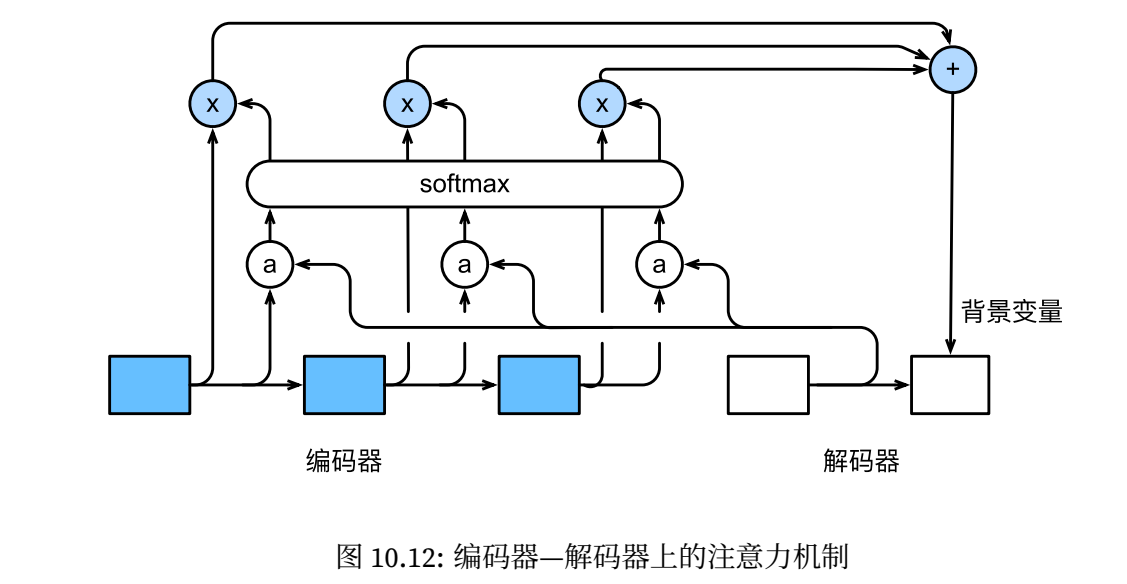 +
x x x
softmax
a a a
背景变量
编码器 解码器
图 10.12: 编码器—解码器上的注意力机制